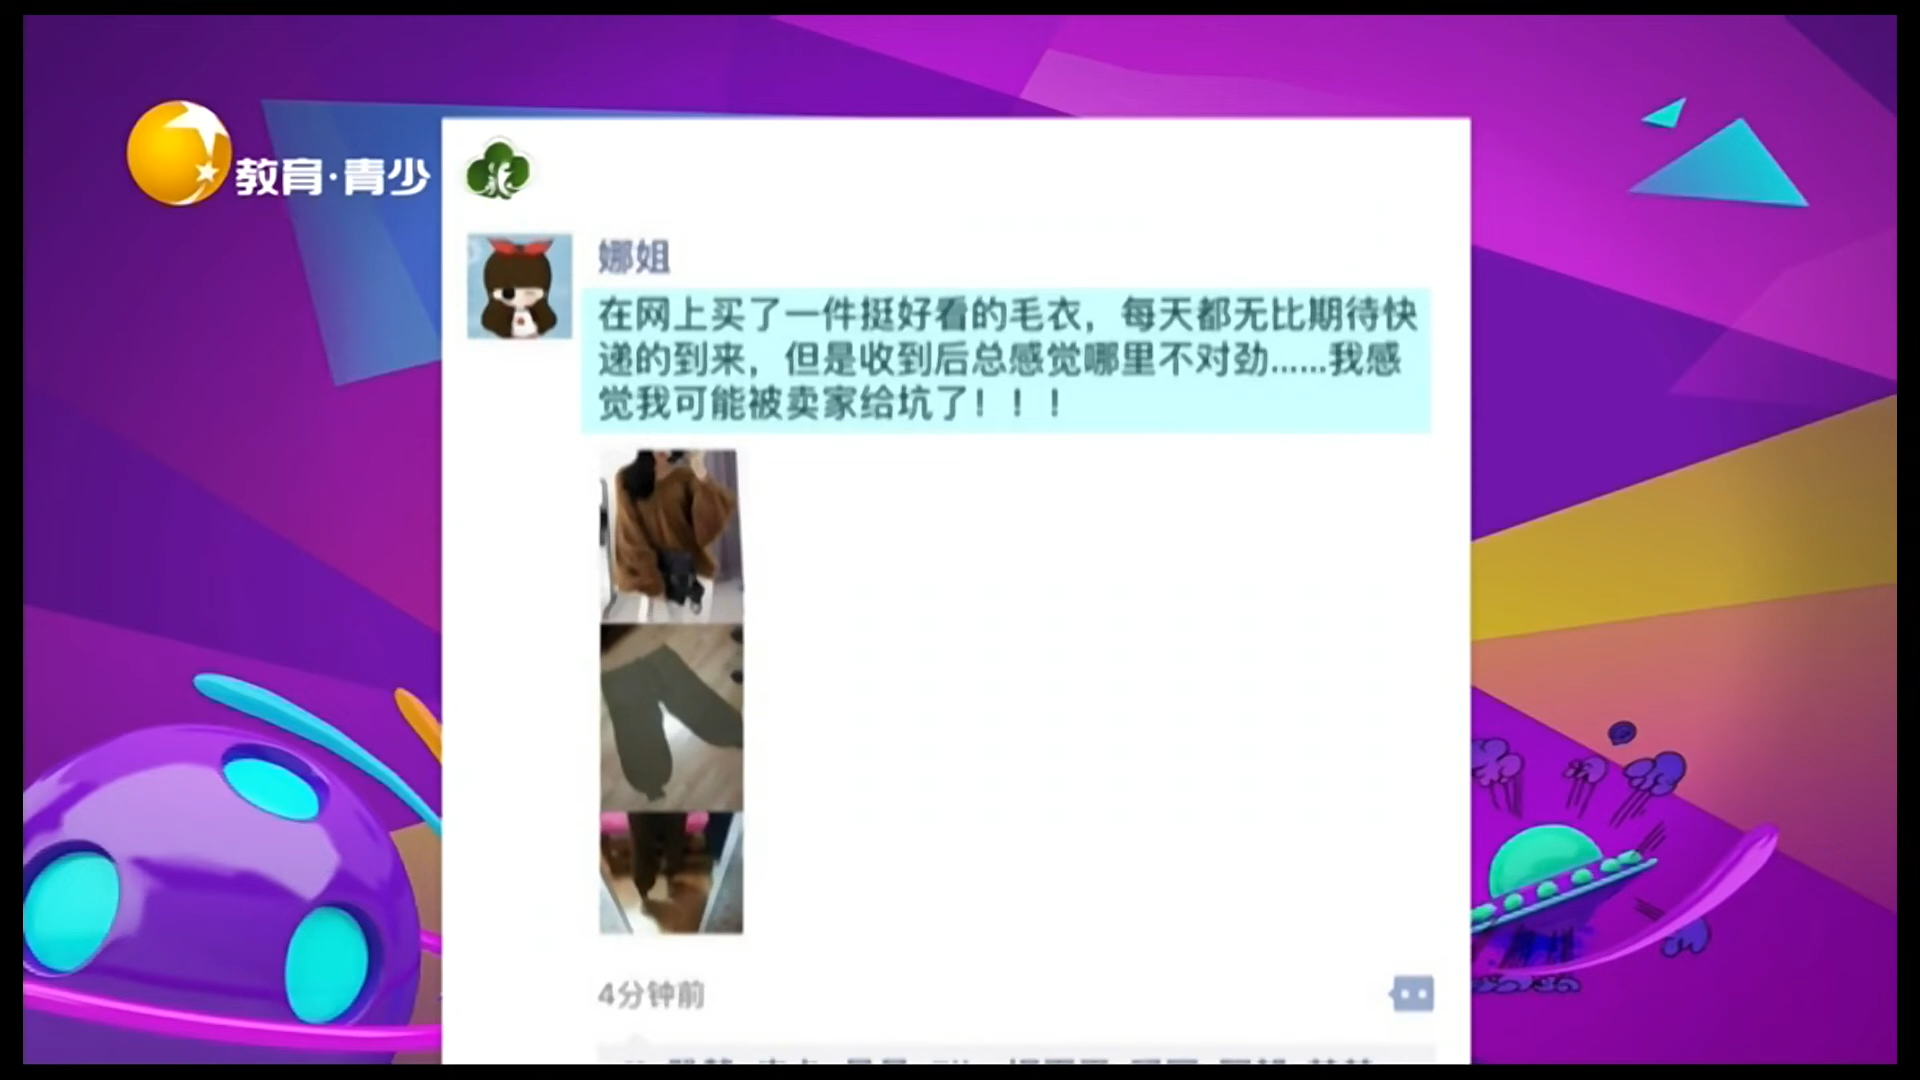 教育·青少
娜姐
在网上买了一件挺好看的毛衣，每天都无比期待快
递的到来，但是收到后总感觉哪里不对劲……我感
觉我可能被卖家给坑了！！！
4分钟前